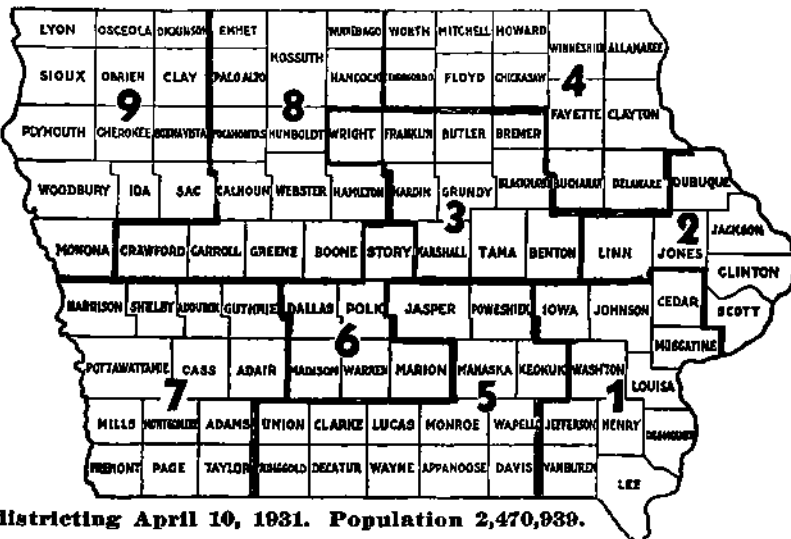 LYON OSCEOLA DICKINSON EMMET WINNEBAGO WORTH MITCHELL HOWARD
KOSSUTH WINNESHIEK ALLAMAKEE
SIOUX OBRIEN CLAY PALO ALTO HANCOCK FLOYD CHICKASAW
9 8 4
PLYMOUTH CHEROKEE BUENA VISTA POCAHONTAS HUMBOLDT WRIGHT FRANKLIN BUTLER BREMER FAYETTE CLAYTON
WOODBURY IDA SAC CALHOUN WEBSTER HAMILTON HARDIN GRUNDY BLACKHAWK BUCHANAN DELAWARE DUBUQUE
3 2
JACKSON
MONONA CRAWFORD CARROLL GREENE BOONE STORY MARSHALL TAMA BENTON LINN JONES
CLINTON
HARRISON SHELBY AUDUBON GUTHRIE DALLAS POLK JASPER POWESHIEK IOWA JOHNSON CEDAR SCOTT
6
MUSCATINE
POTTAWATTAMIE CASS ADAIR MADISON WARREN MARION MAHASKA KEOKUK WASH'TON
LOUISA
7 5 1
MILLS MONTGOMERY ADAMS UNION CLARKE LUCAS MONROE WAPELLO JEFFERSON HENRY DESMOINES
FREMONT PAGE TAYLOR RINGGOLD DECATUR WAYNE APPANOOSE DAVIS VANBUREN
LEE
districting April 10, 1931. Population 2,470,939.